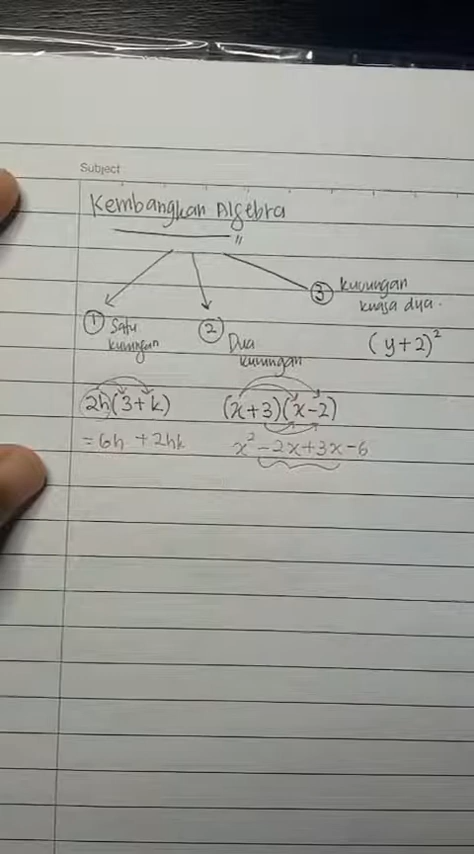 Subject
Kembangkan Algebra
① Satu
kurungan
② Dua
kurungan
③ kurungan
kuasa dua.
2h(3+k)
= 6h + 2hk
(x+3)(x-2)
x² - 2x + 3x - 6
(y+2)²